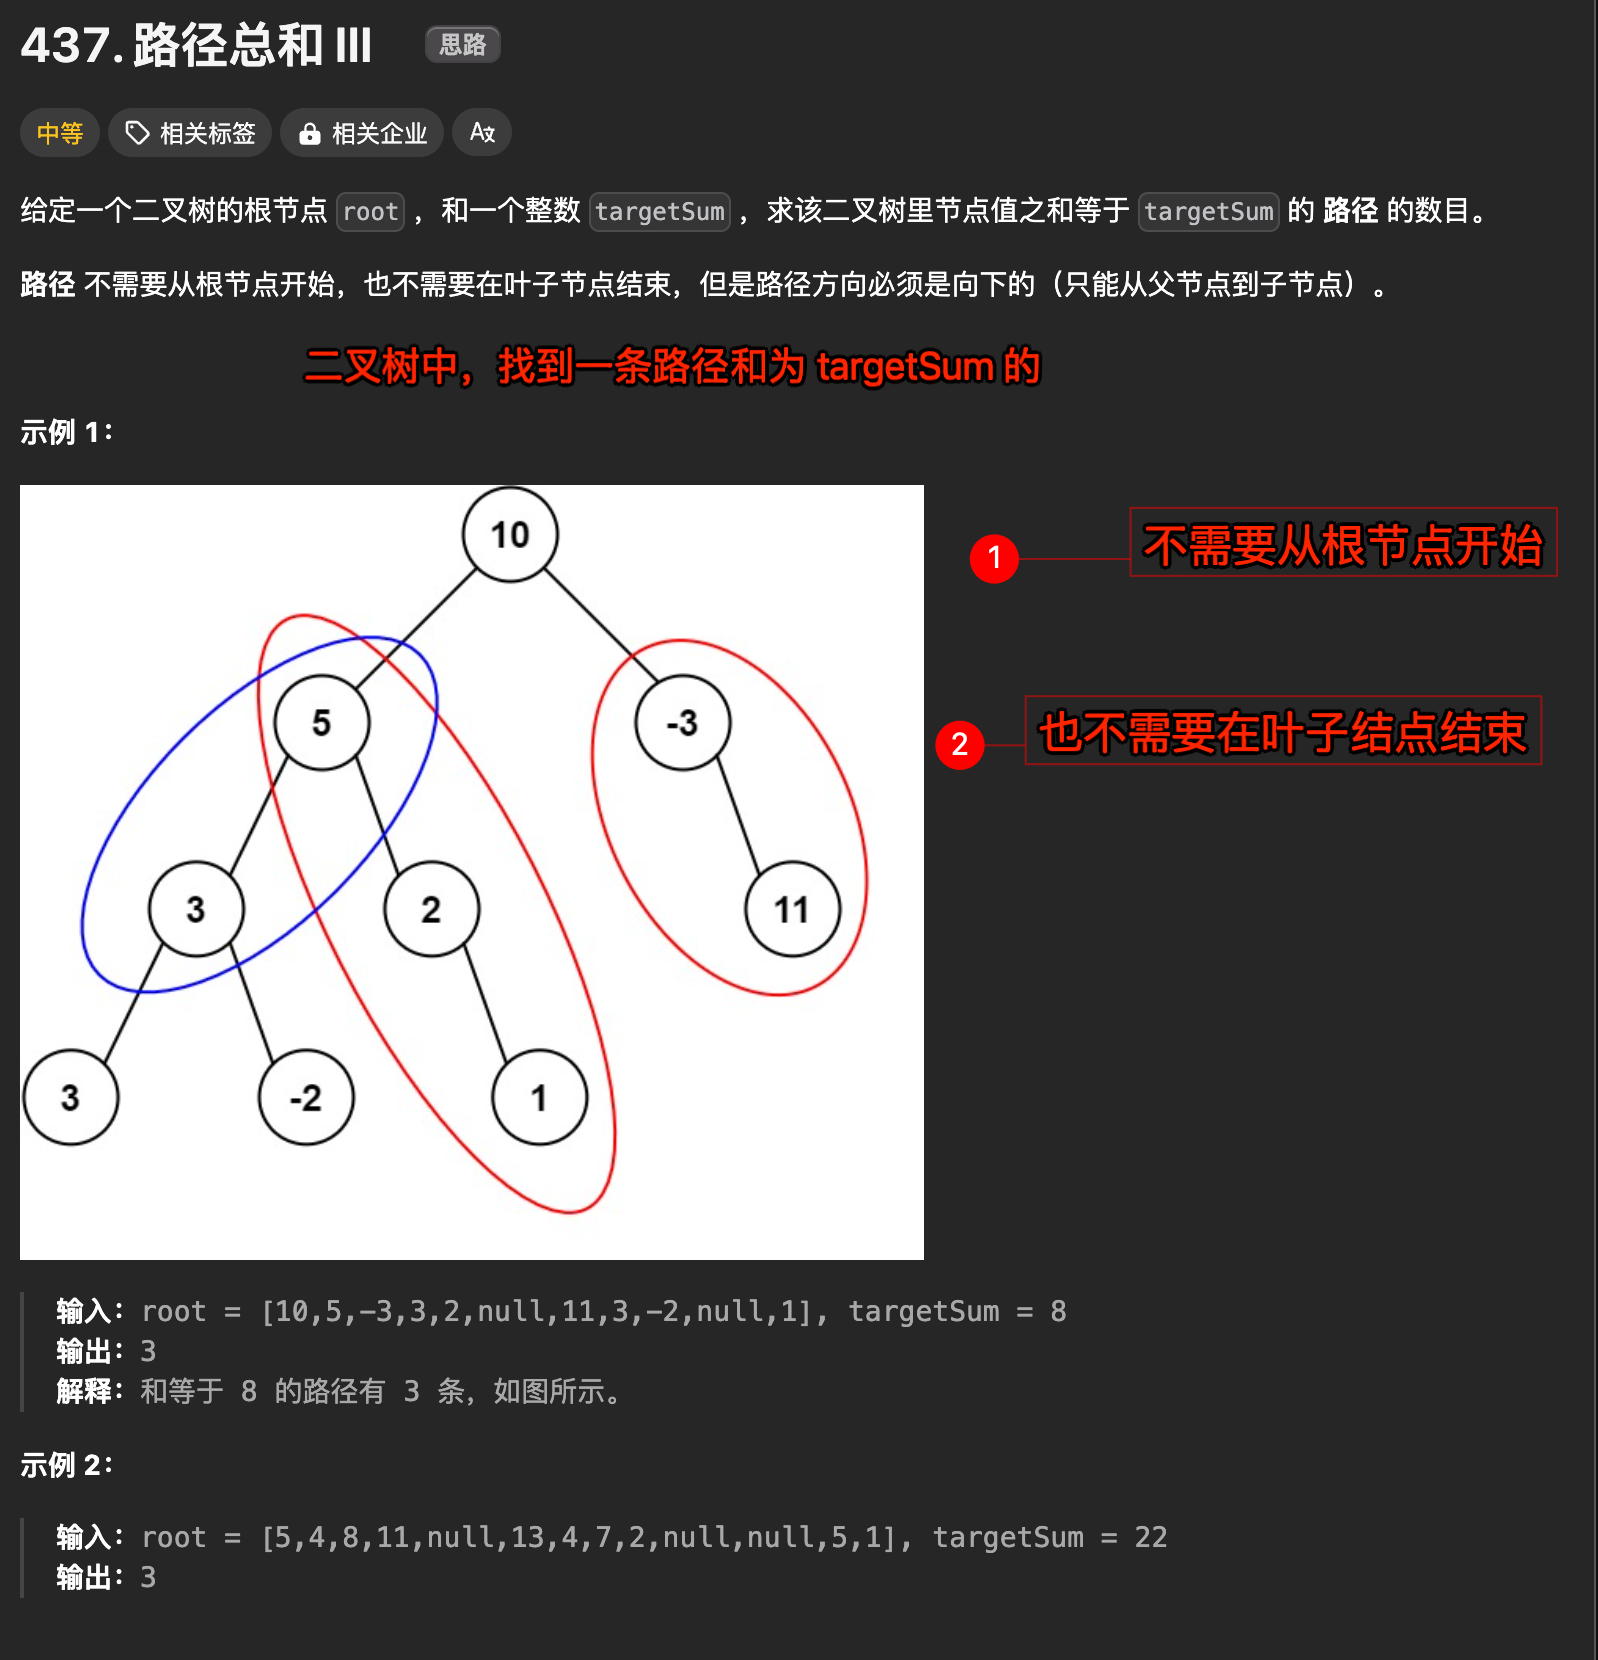 437. 路径总和 III 思路
中等 相关标签 相关企业 A文
给定一个二叉树的根节点 root ，和一个整数 targetSum ，求该二叉树里节点值之和等于 targetSum 的 路径 的数目。
路径 不需要从根节点开始，也不需要在叶子节点结束，但是路径方向必须是向下的（只能从父节点到子节点）。
二叉树中，找到一条路径和为 targetSum 的
示例 1：
10
1 不需要从根节点开始
5 -3
2 也不需要在叶子结点结束
3 2 11
3 -2 1
输入：root = [10,5,-3,3,2,null,11,3,-2,null,1], targetSum = 8
输出：3
解释：和等于 8 的路径有 3 条，如图所示。
示例 2：
输入：root = [5,4,8,11,null,13,4,7,2,null,null,5,1], targetSum = 22
输出：3